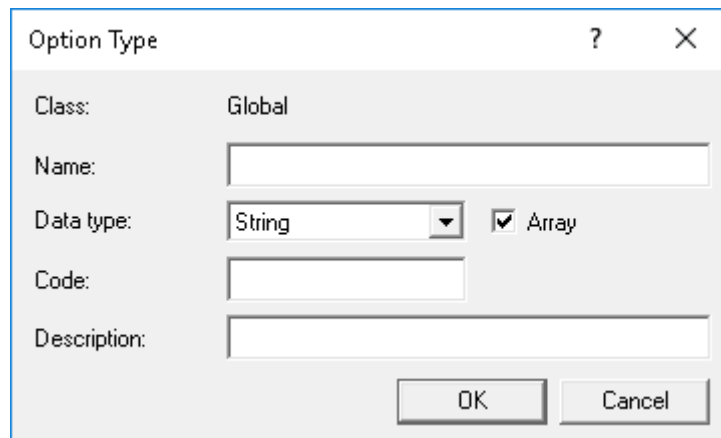 Option Type ?
Class: Global
Name:
Data type: String Array
Code:
Description:
OK Cancel